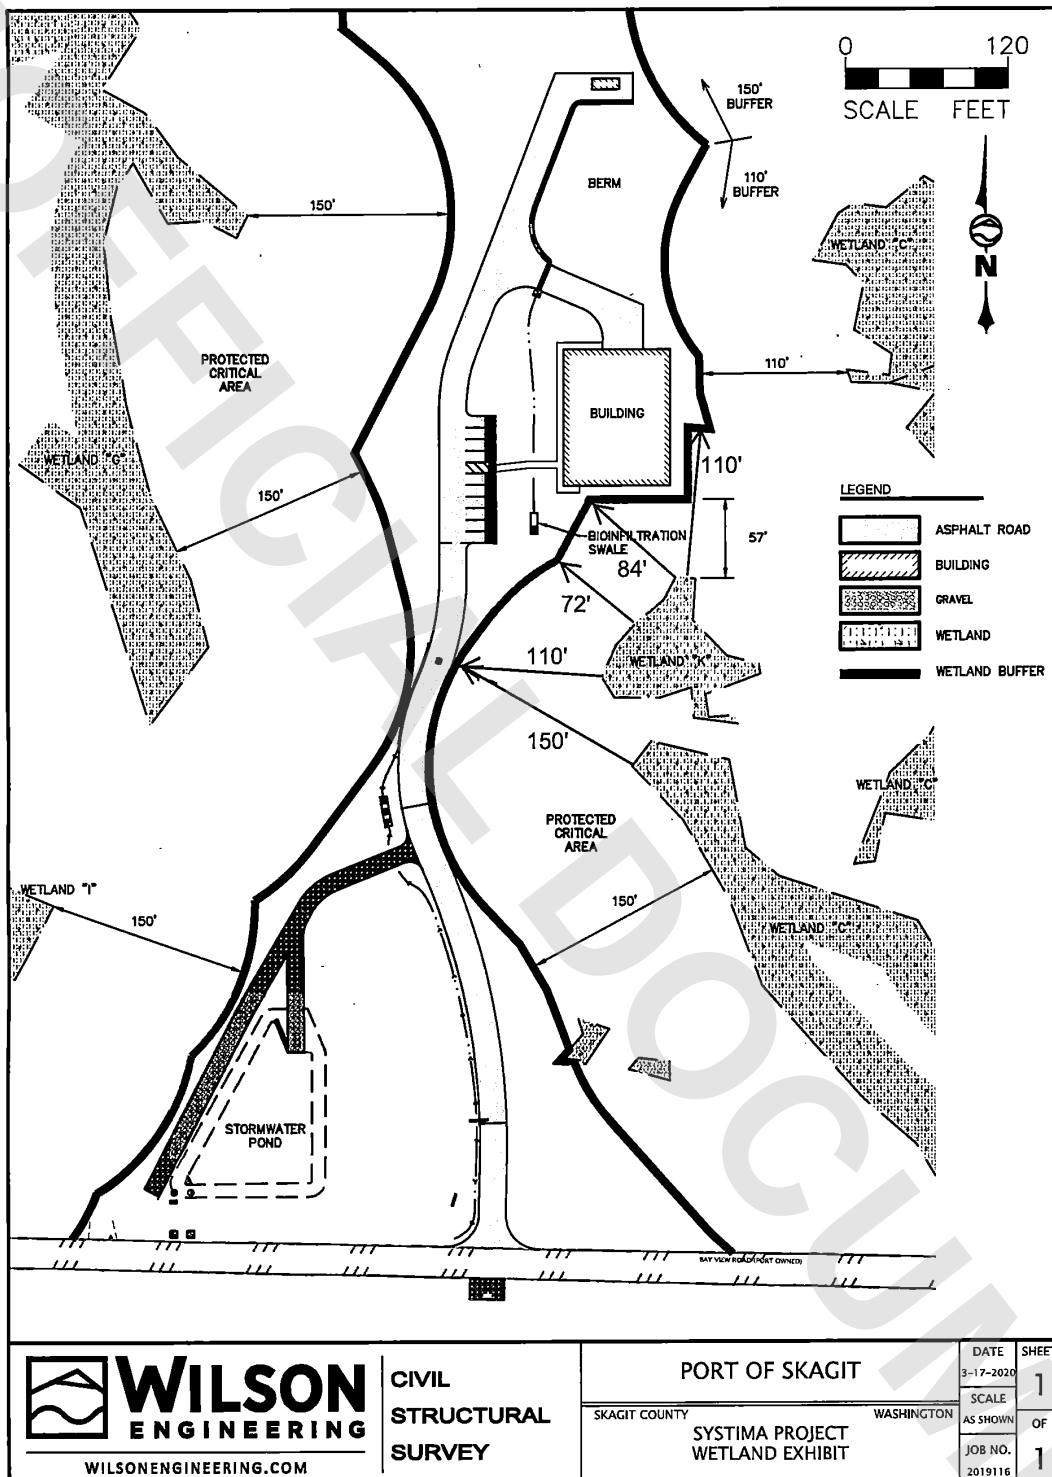 0 120
SCALE FEET
150'
BUFFER
110'
BUFFER
BERM
150'
WETLAND "C"
N
PROTECTED
CRITICAL
AREA
110'
BUILDING
WETLAND "G"
110'
150'
LEGEND
ASPHALT ROAD
BUILDING
GRAVEL
WETLAND
WETLAND BUFFER
57'
BIOINFILTRATION
SWALE
84'
72'
110'
WETLAND "K"
150'
WETLAND "C"
PROTECTED
CRITICAL
AREA
WETLAND "I"
150'
150'
WETLAND "C"
STORMWATER
POND
BAY VIEW ROAD (PORT OWNED)
WILSON
ENGINEERING
WILSONENGINEERING.COM
CIVIL
STRUCTURAL
SURVEY
PORT OF SKAGIT
SKAGIT COUNTY WASHINGTON
SYSTIMA PROJECT
WETLAND EXHIBIT
DATE
3-17-2020
SCALE
AS SHOWN
JOB NO.
2019116
SHEET
1
OF
1
OFFICIAL DOCUM